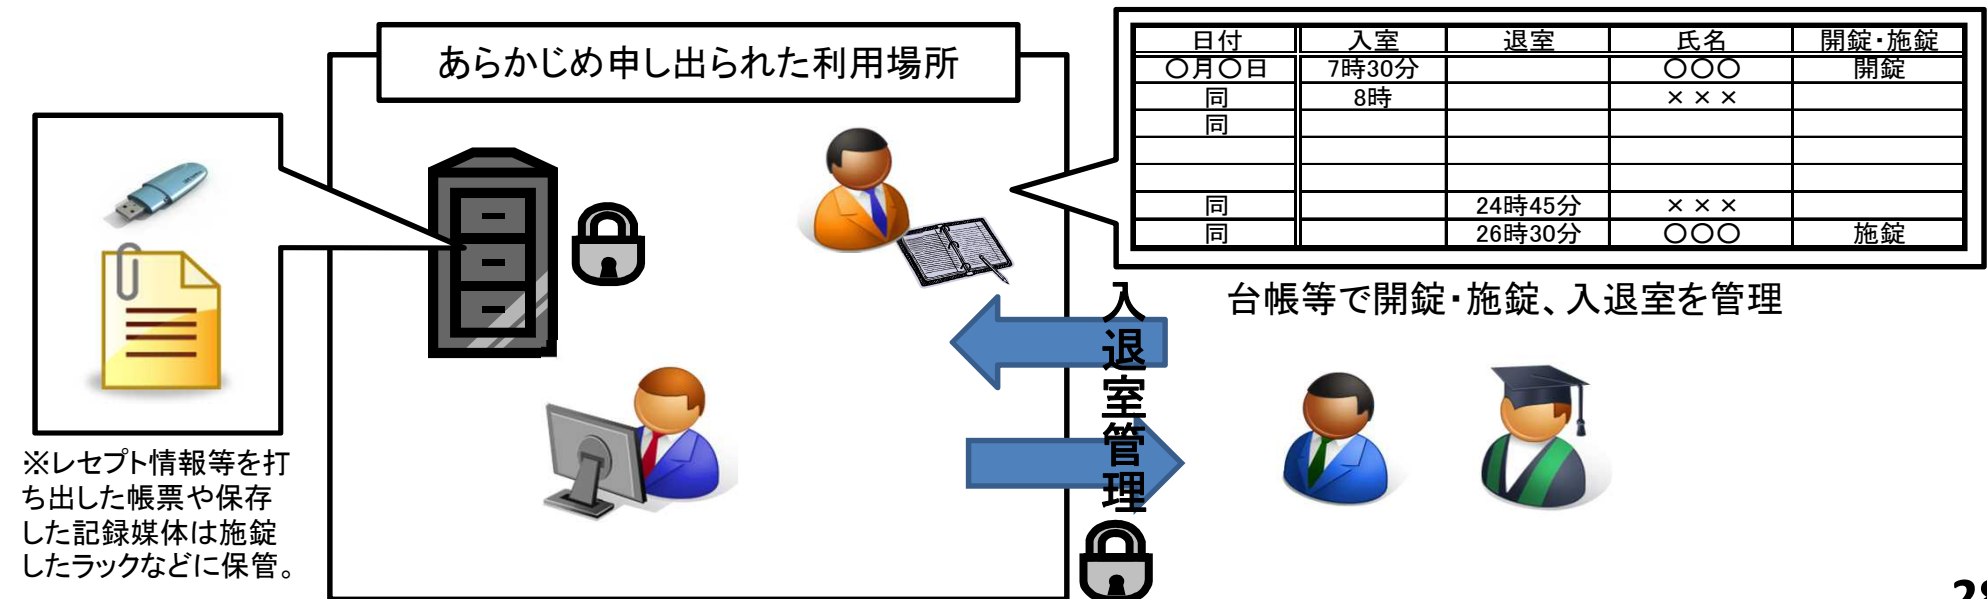 あらかじめ申し出られた利用場所
日付 入室 退室 氏名 開錠・施錠
〇月〇日 7時30分 〇〇〇 開錠
同 8時 ×××
同
同 24時45分 ×××
同 26時30分 〇〇〇 施錠
台帳等で開錠・施錠、入退室を管理
入退室管理
※レセプト情報等を打
ち出した帳票や保存
した記録媒体は施錠
したラックなどに保管。